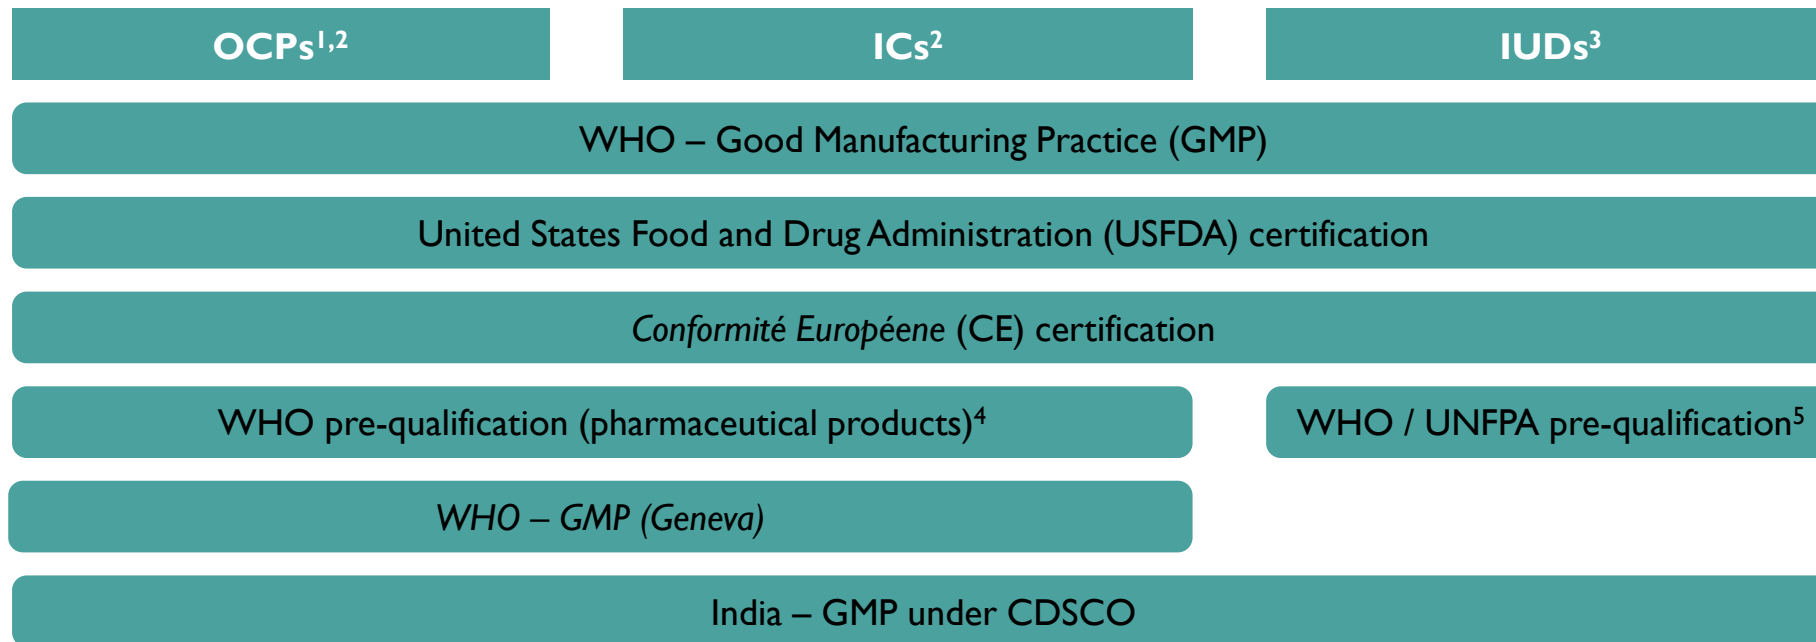 OCPs1,2
ICs2
IUDs3
WHO – Good Manufacturing Practice (GMP)
United States Food and Drug Administration (USFDA) certification
Conformité Européene (CE) certification
WHO pre-qualification (pharmaceutical products)4
WHO / UNFPA pre-qualification5
WHO – GMP (Geneva)
India – GMP under CDSCO